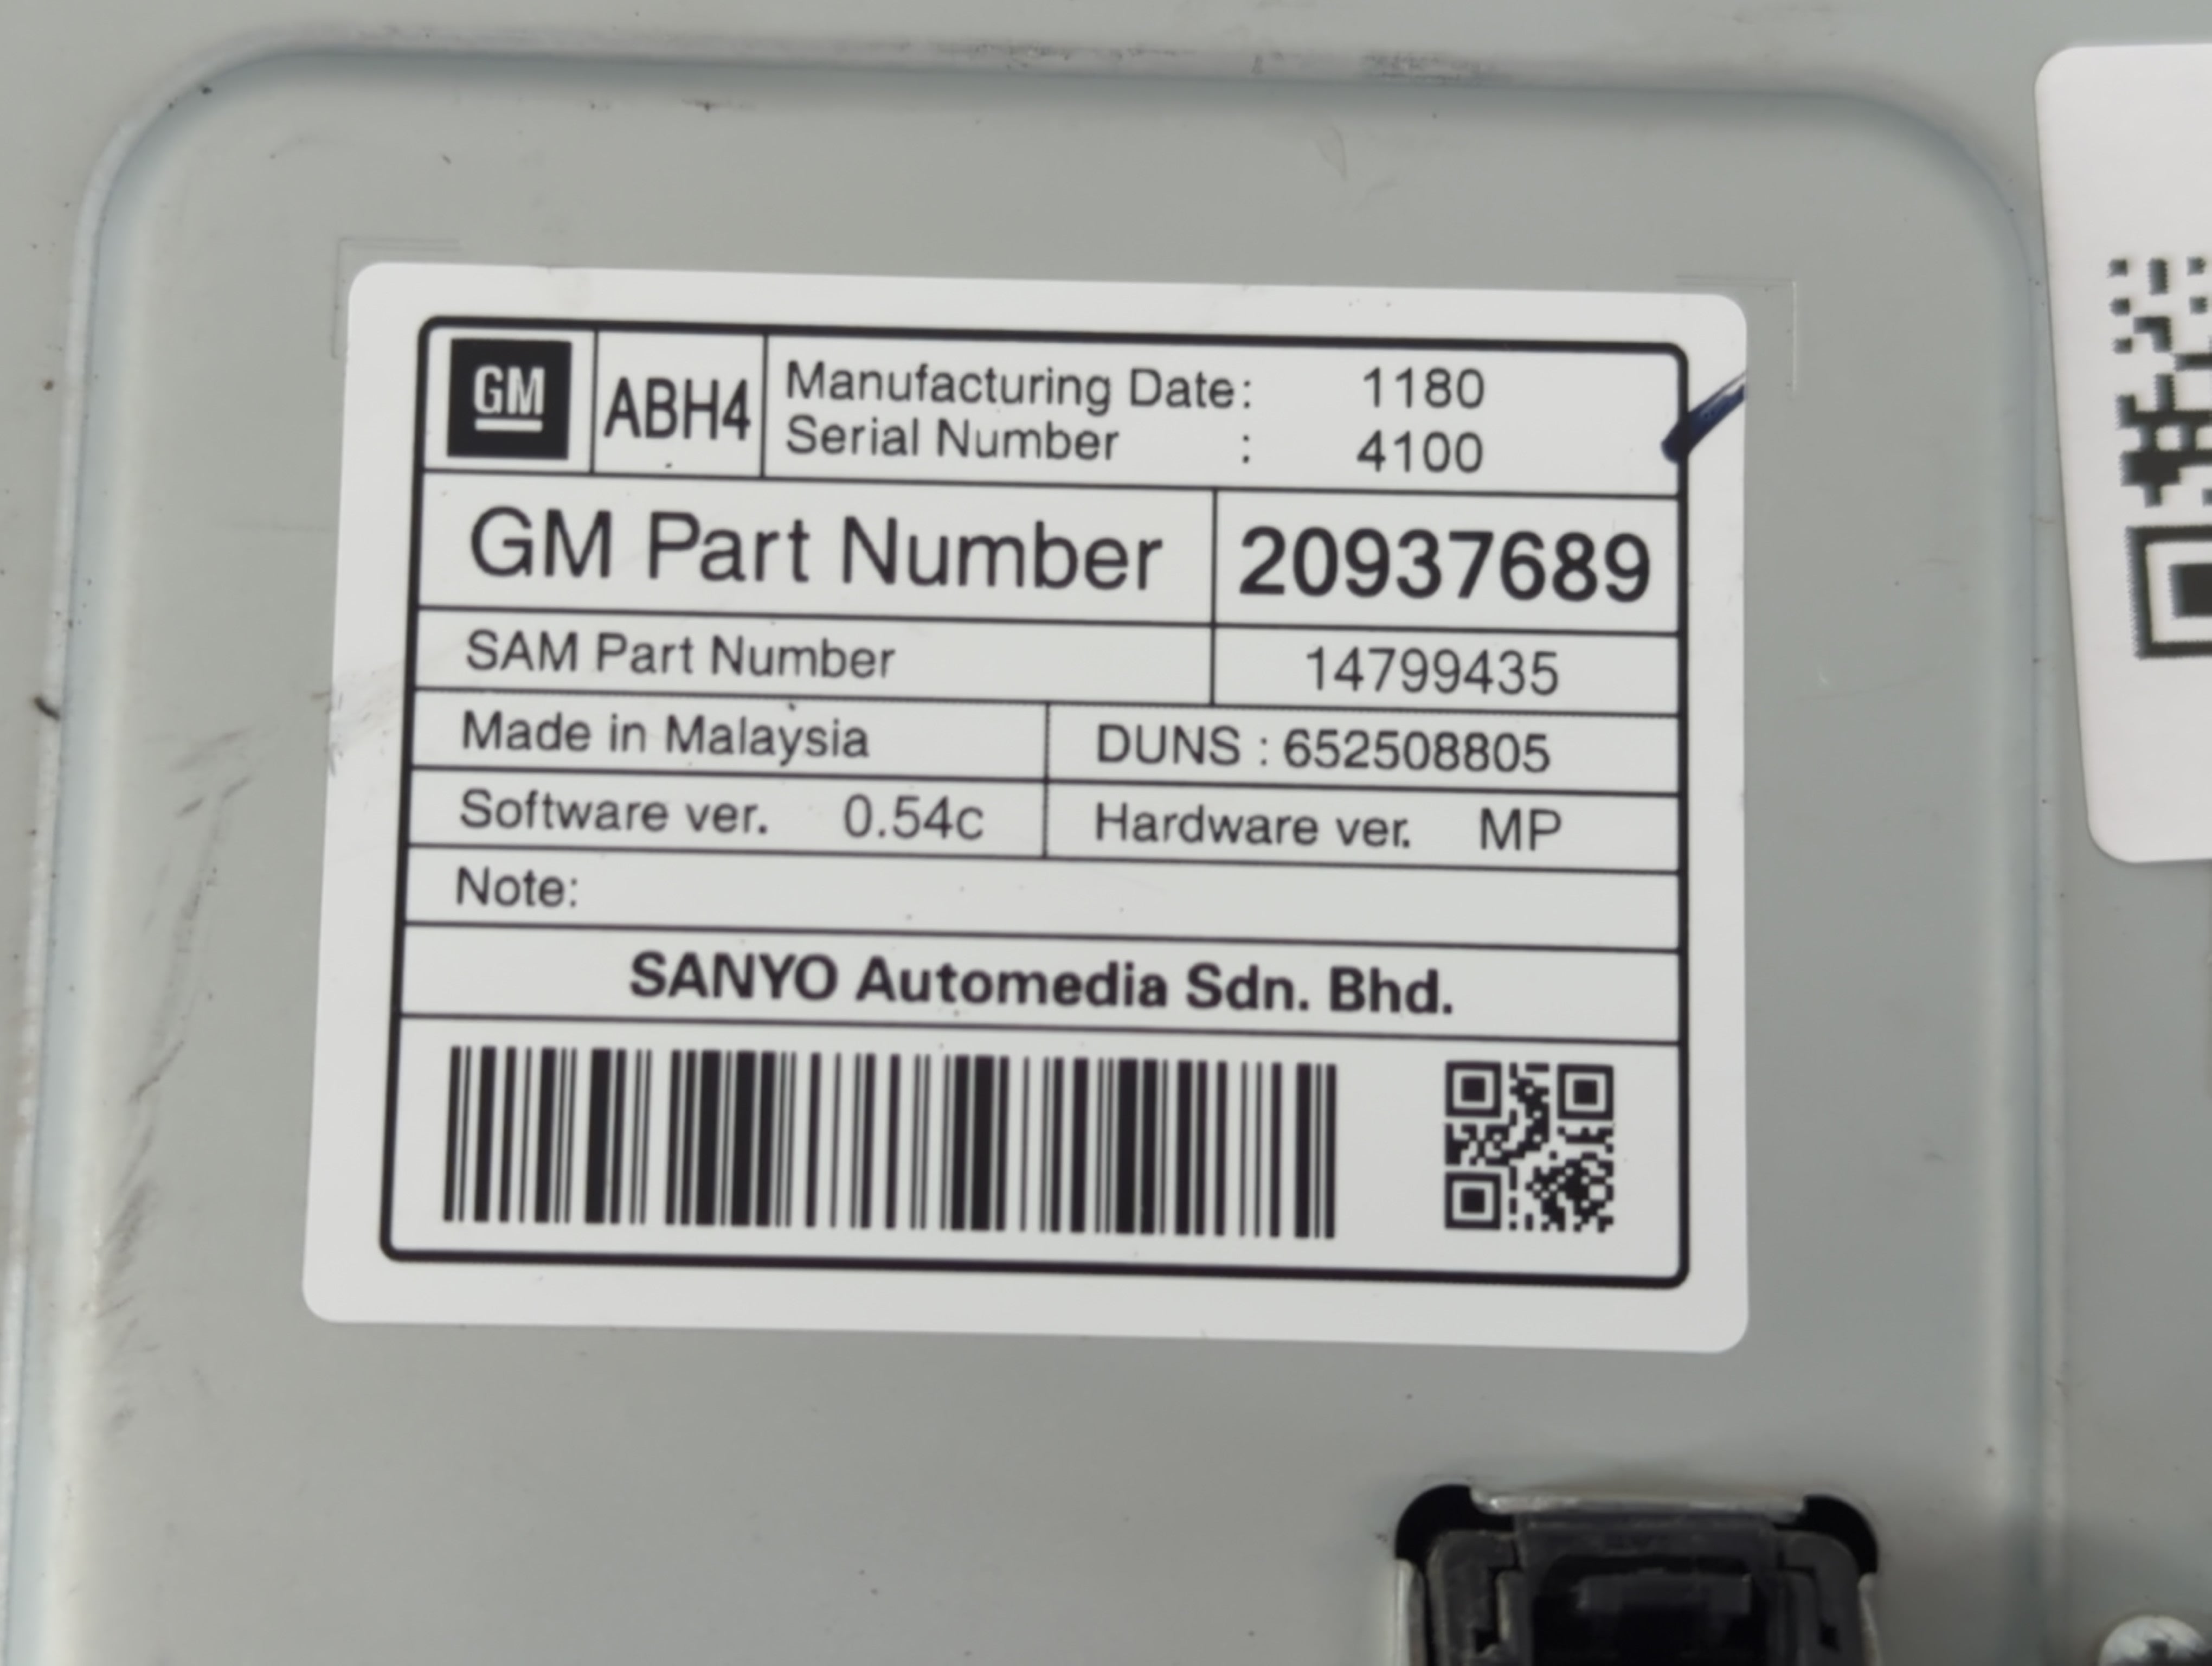 GM
ABH4
Manufacturing Date: 1180
Serial Number : 4100
GM Part Number 20937689
SAM Part Number 14799435
Made in Malaysia DUNS : 652508805
Software ver. 0.54c Hardware ver. MP
Note:
SANYO Automedia Sdn. Bhd.